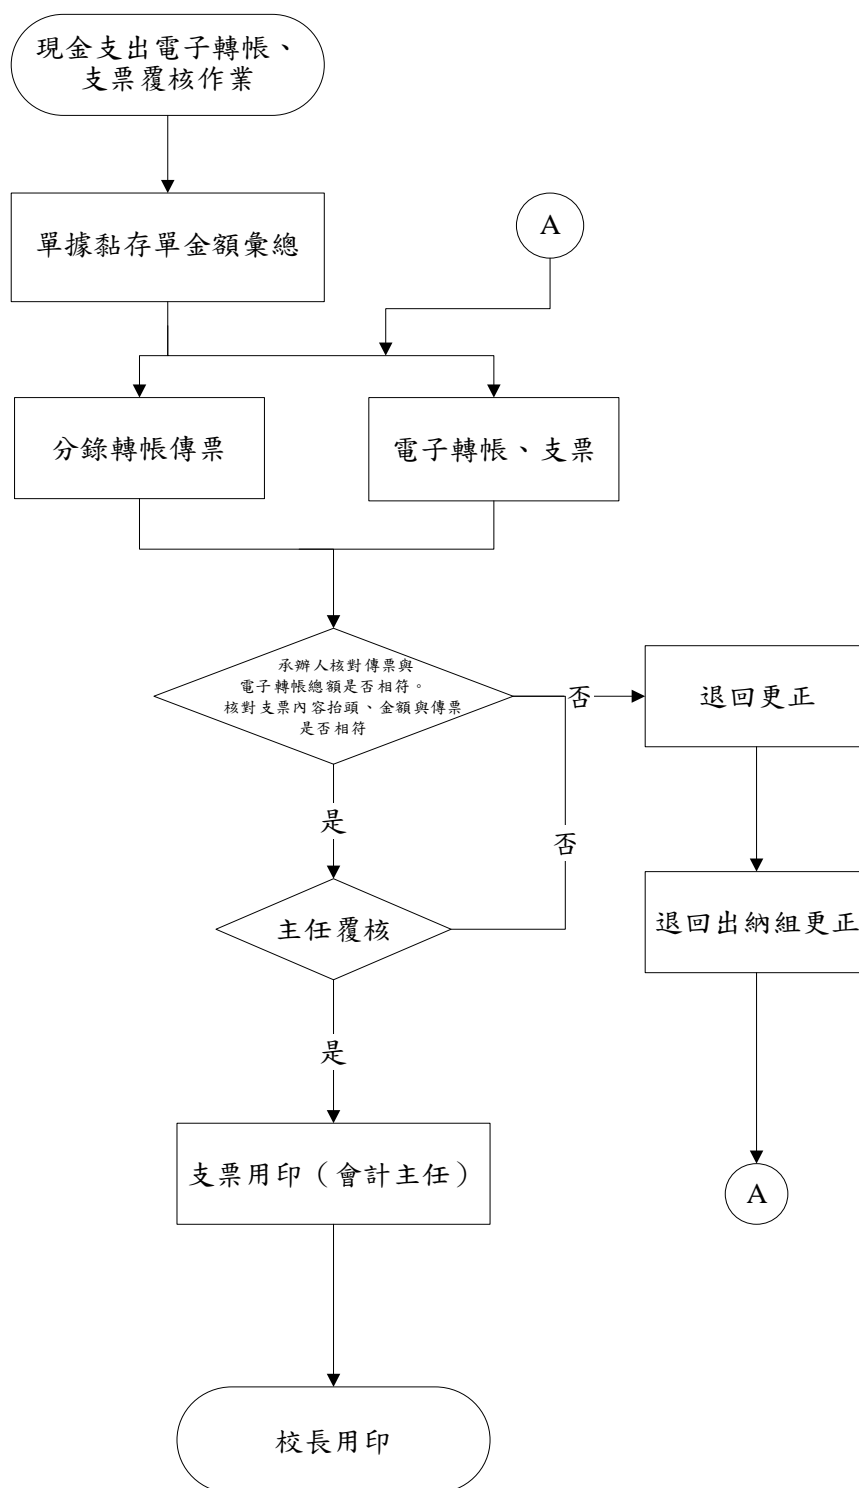 現金支出電子轉帳、
支票覆核作業
單據黏存單金額彙總
A
分錄轉帳傳票
電子轉帳、支票
承辦人核對傳票與
電子轉帳總額是否相符。
核對支票內容抬頭、金額與傳票
是否相符
否
退回更正
是
否
主任覆核
退回出納組更正
是
支票用印（會計主任）
A
校長用印